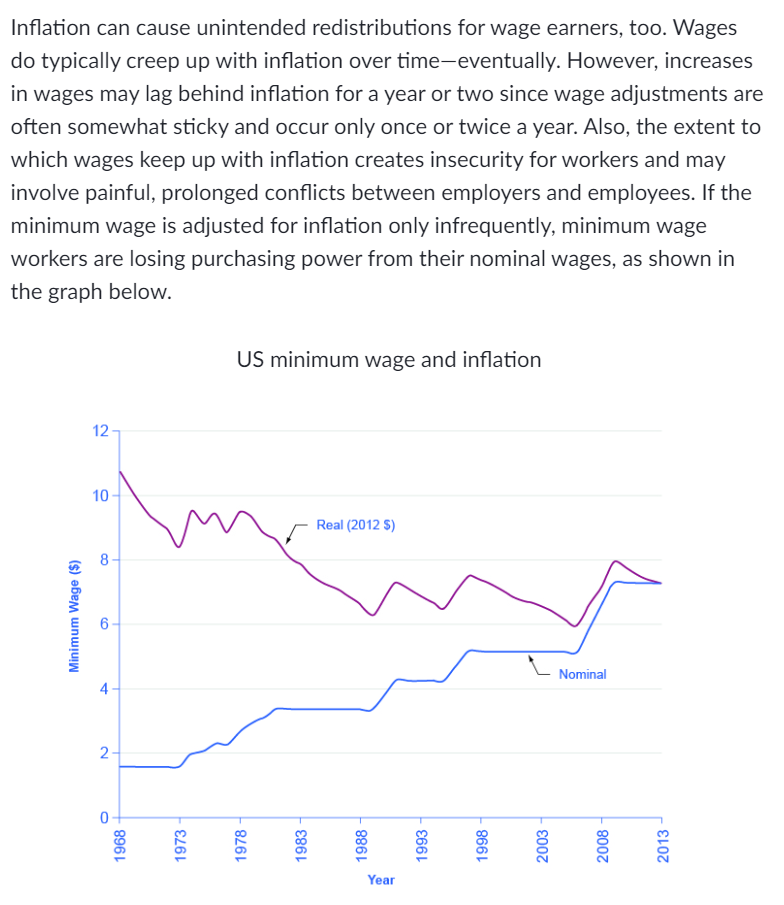 Inflation can cause unintended redistributions for wage earners, too. Wages
do typically creep up with inflation over time—eventually. However, increases
in wages may lag behind inflation for a year or two since wage adjustments are
often somewhat sticky and occur only once or twice a year. Also, the extent to
which wages keep up with inflation creates insecurity for workers and may
involve painful, prolonged conflicts between employers and employees. If the
minimum wage is adjusted for inflation only infrequently, minimum wage
workers are losing purchasing power from their nominal wages, as shown in
the graph below.
US minimum wage and inflation
12
10
8
6
4
2
0
Minimum Wage ($)
Real (2012 $)
Nominal
1968
1973
1978
1983
1988
1993
1998
2003
2008
2013
Year